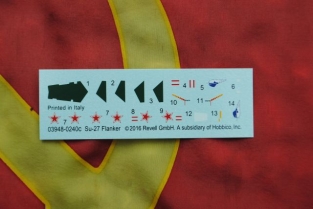 1 2 3 4 5 6
Printed in Italy 10 11 12 13 14
7 7 8 9
03948-0240c Su-27 Flanker ©2016 Revell GmbH. A subsidiary of Hobbico, Inc.